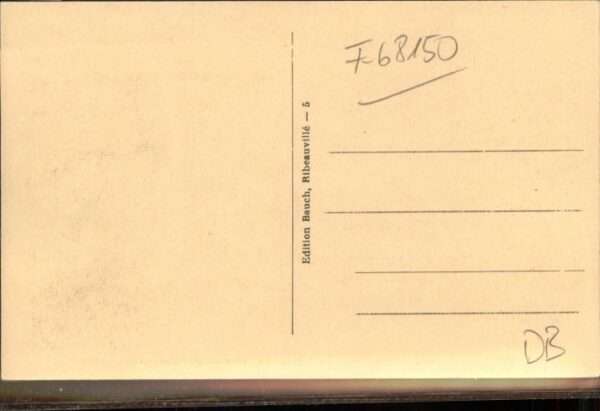 F-68150
Edition Bauch, Ribeauvillé — 5
DB